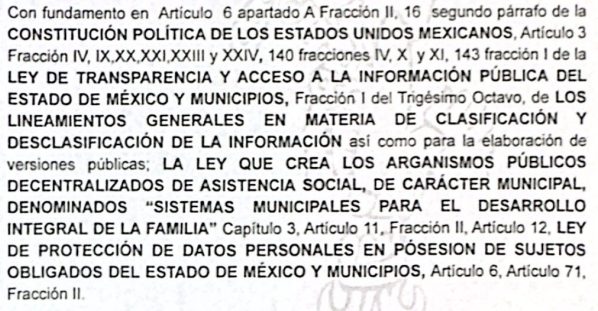 Con fundamento en Artículo 6 apartado A Fracción II, 16 segundo párrafo de la
CONSTITUCIÓN POLÍTICA DE LOS ESTADOS UNIDOS MEXICANOS, Artículo 3
Fracción IV, IX,XX,XXI,XXIII y XXIV, 140 fracciones IV, X y XI, 143 fracción I de la
LEY DE TRANSPARENCIA Y ACCESO A LA INFORMACIÓN PÚBLICA DEL
ESTADO DE MÉXICO Y MUNICIPIOS, Fracción I del Trigésimo Octavo, de LOS
LINEAMIENTOS GENERALES EN MATERIA DE CLASIFICACIÓN Y
DESCLASIFICACIÓN DE LA INFORMACIÓN así como para la elaboración de
versiones públicas; LA LEY QUE CREA LOS ARGANISMOS PÚBLICOS
DECENTRALIZADOS DE ASISTENCIA SOCIAL, DE CARÁCTER MUNICIPAL,
DENOMINADOS "SISTEMAS MUNICIPALES PARA EL DESARROLLO
INTEGRAL DE LA FAMILIA" Capítulo 3, Articulo 11, Fracción II, Artículo 12, LEY
DE PROTECCIÓN DE DATOS PERSONALES EN PÓSESION DE SUJETOS
OBLIGADOS DEL ESTADO DE MÉXICO Y MUNICIPIOS, Artículo 6, Artículo 71,
Fracción II.